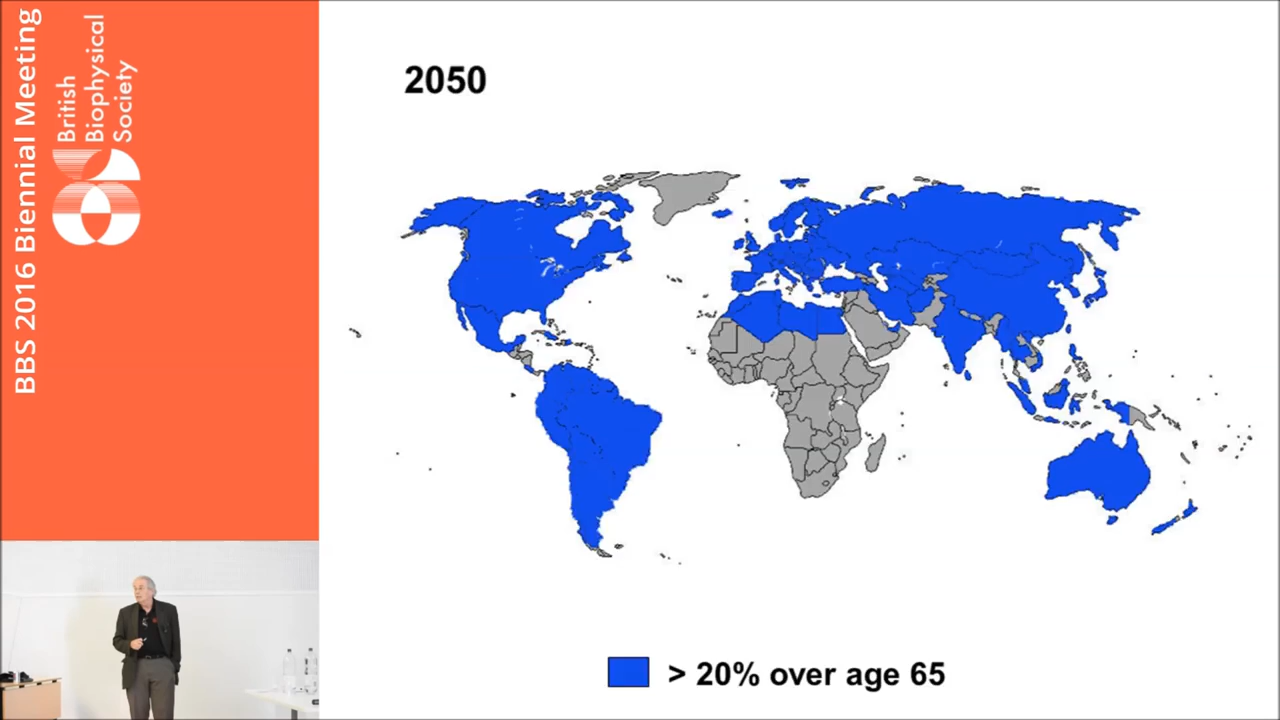 BBS 2016 Biennial Meeting
British
Biophysical
Society
2050
> 20% over age 65